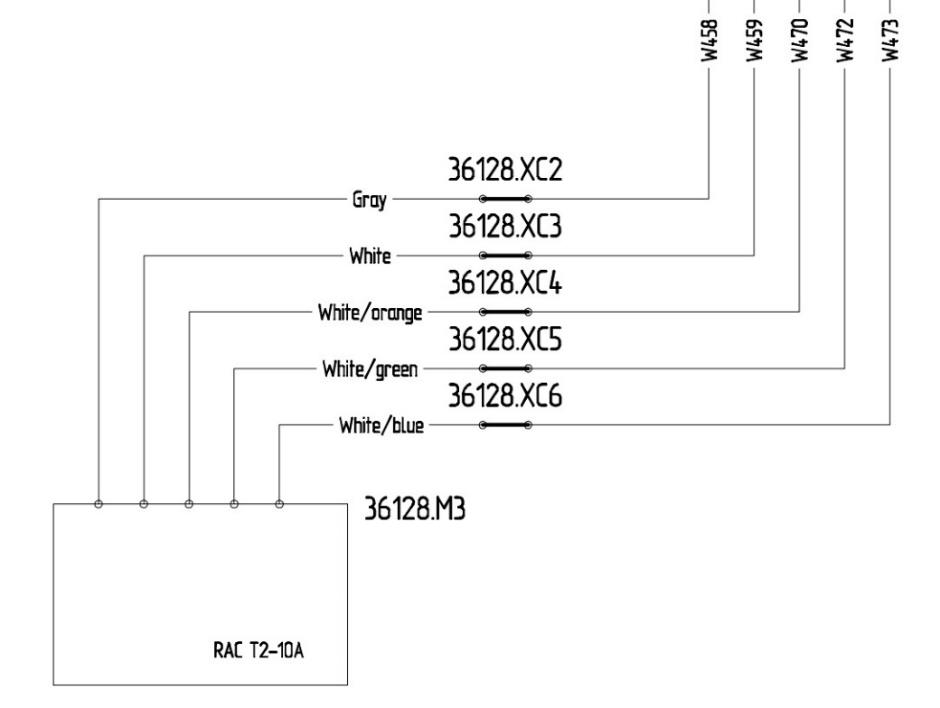 W458
W459
W470
W472
W473
36128.XC2
Gray
36128.XC3
White
36128.XC4
White/orange
36128.XC5
White/green
36128.XC6
White/blue
36128.M3
RAC T2-10A